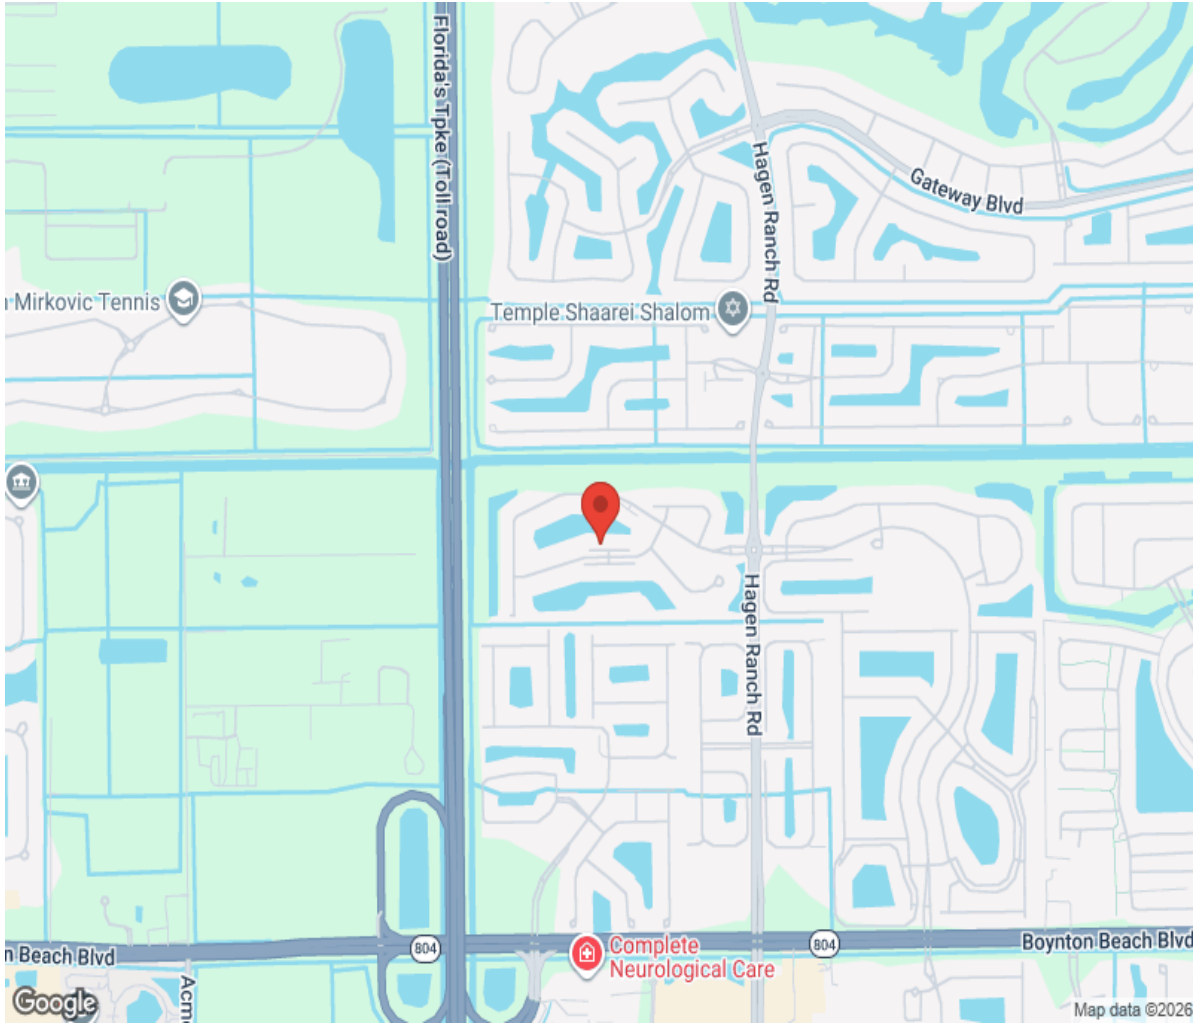 Florida's Tpke (Toll road)
Hagen Ranch Rd
Gateway Blvd
n Mirkovic Tennis
Temple Shaarei Shalom
Hagen Ranch Rd
804
804
n Beach Blvd
Boynton Beach Blvd
Complete
Neurological Care
Acme
Google
Map data ©2026